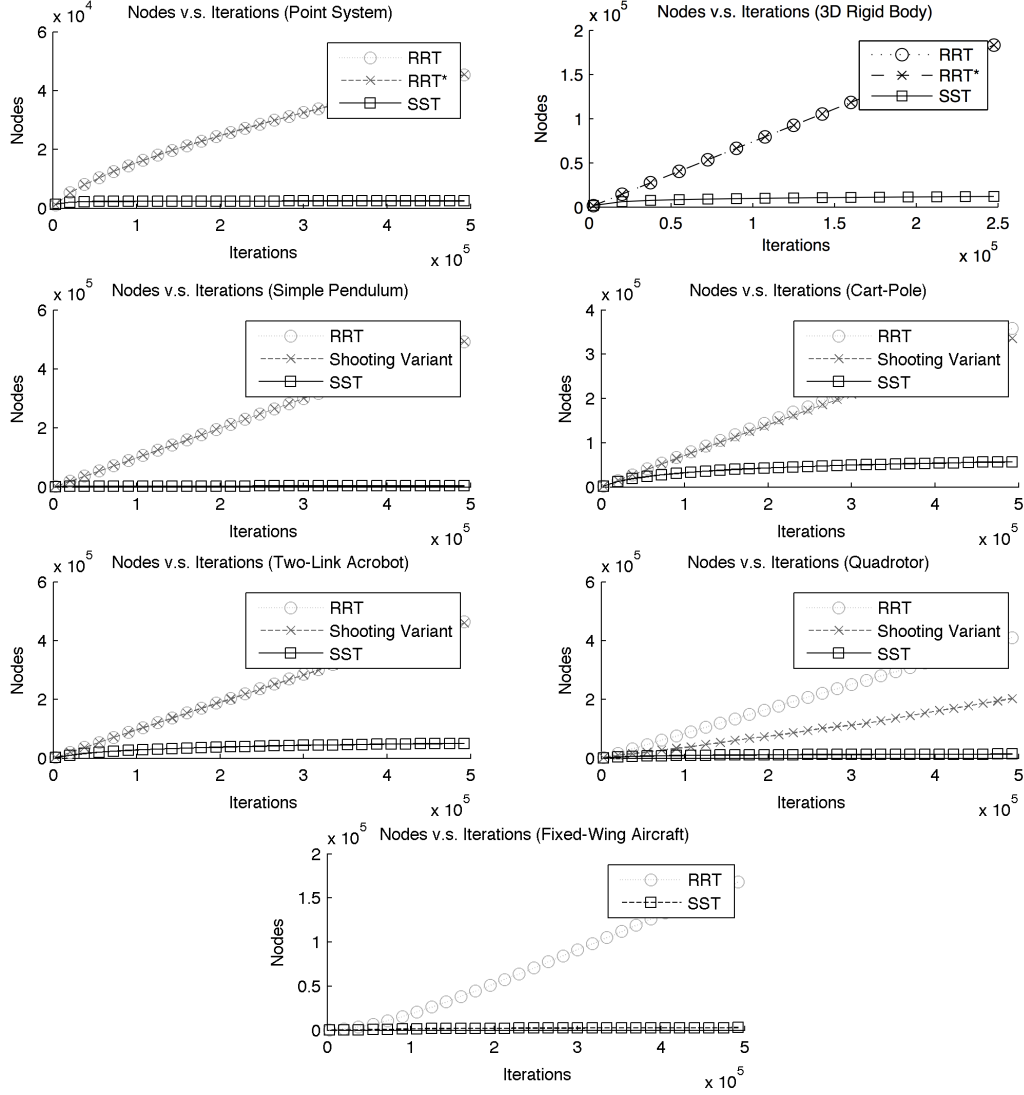 Nodes v.s. Iterations (Point System)
x 10^4
6
4
2
0
Nodes
RRT
RRT*
SST
0 1 2 3 4 5
Iterations
x 10^5
Nodes v.s. Iterations (3D Rigid Body)
x 10^5
2
1.5
1
0.5
0
Nodes
RRT
RRT*
SST
0 0.5 1 1.5 2 2.5
Iterations
x 10^5
Nodes v.s. Iterations (Simple Pendulum)
x 10^5
6
4
2
0
Nodes
RRT
Shooting Variant
SST
0 1 2 3 4 5
Iterations
x 10^5
Nodes v.s. Iterations (Cart-Pole)
x 10^5
4
3
2
1
0
Nodes
RRT
Shooting Variant
SST
0 1 2 3 4 5
Iterations
x 10^5
Nodes v.s. Iterations (Two-Link Acrobot)
x 10^5
6
4
2
0
Nodes
RRT
Shooting Variant
SST
0 1 2 3 4 5
Iterations
x 10^5
Nodes v.s. Iterations (Quadrotor)
x 10^5
6
4
2
0
Nodes
RRT
Shooting Variant
SST
0 1 2 3 4 5
Iterations
x 10^5
Nodes v.s. Iterations (Fixed-Wing Aircraft)
x 10^5
2
1.5
1
0.5
0
Nodes
RRT
SST
0 1 2 3 4 5
Iterations
x 10^5